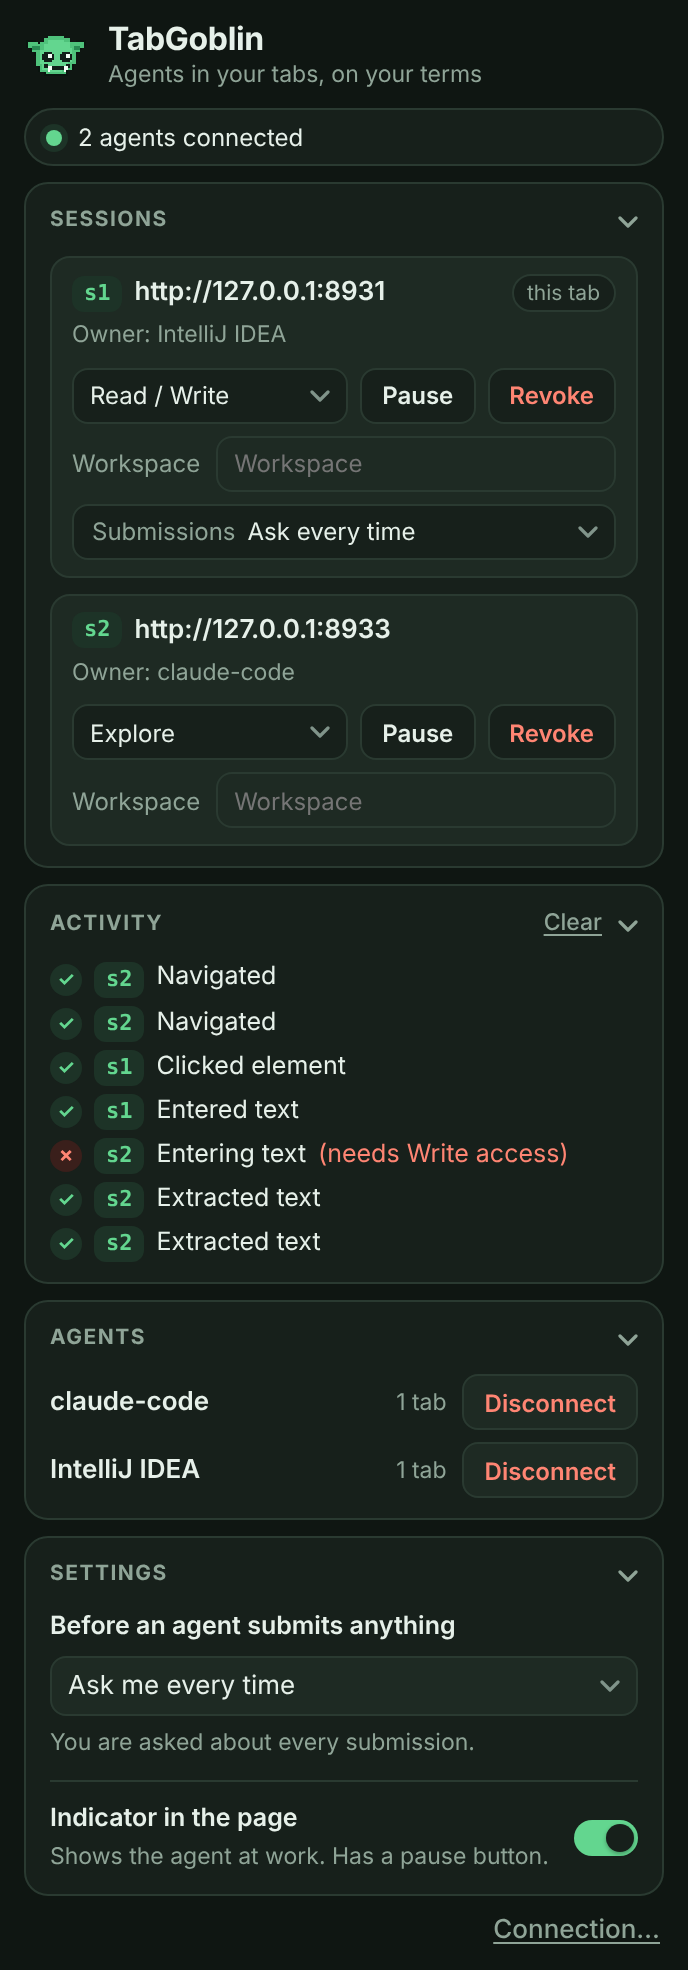 TabGoblin
Agents in your tabs, on your terms
2 agents connected
SESSIONS
s1 http://127.0.0.1:8931 this tab
Owner: IntelliJ IDEA
Read / Write Pause Revoke
Workspace Workspace
Submissions Ask every time
s2 http://127.0.0.1:8933
Owner: claude-code
Explore Pause Revoke
Workspace Workspace
ACTIVITY Clear
s2 Navigated
s2 Navigated
s1 Clicked element
s1 Entered text
s2 Entering text (needs Write access)
s2 Extracted text
s2 Extracted text
AGENTS
claude-code 1 tab Disconnect
IntelliJ IDEA 1 tab Disconnect
SETTINGS
Before an agent submits anything
Ask me every time
You are asked about every submission.
Indicator in the page
Shows the agent at work. Has a pause button.
Connection...